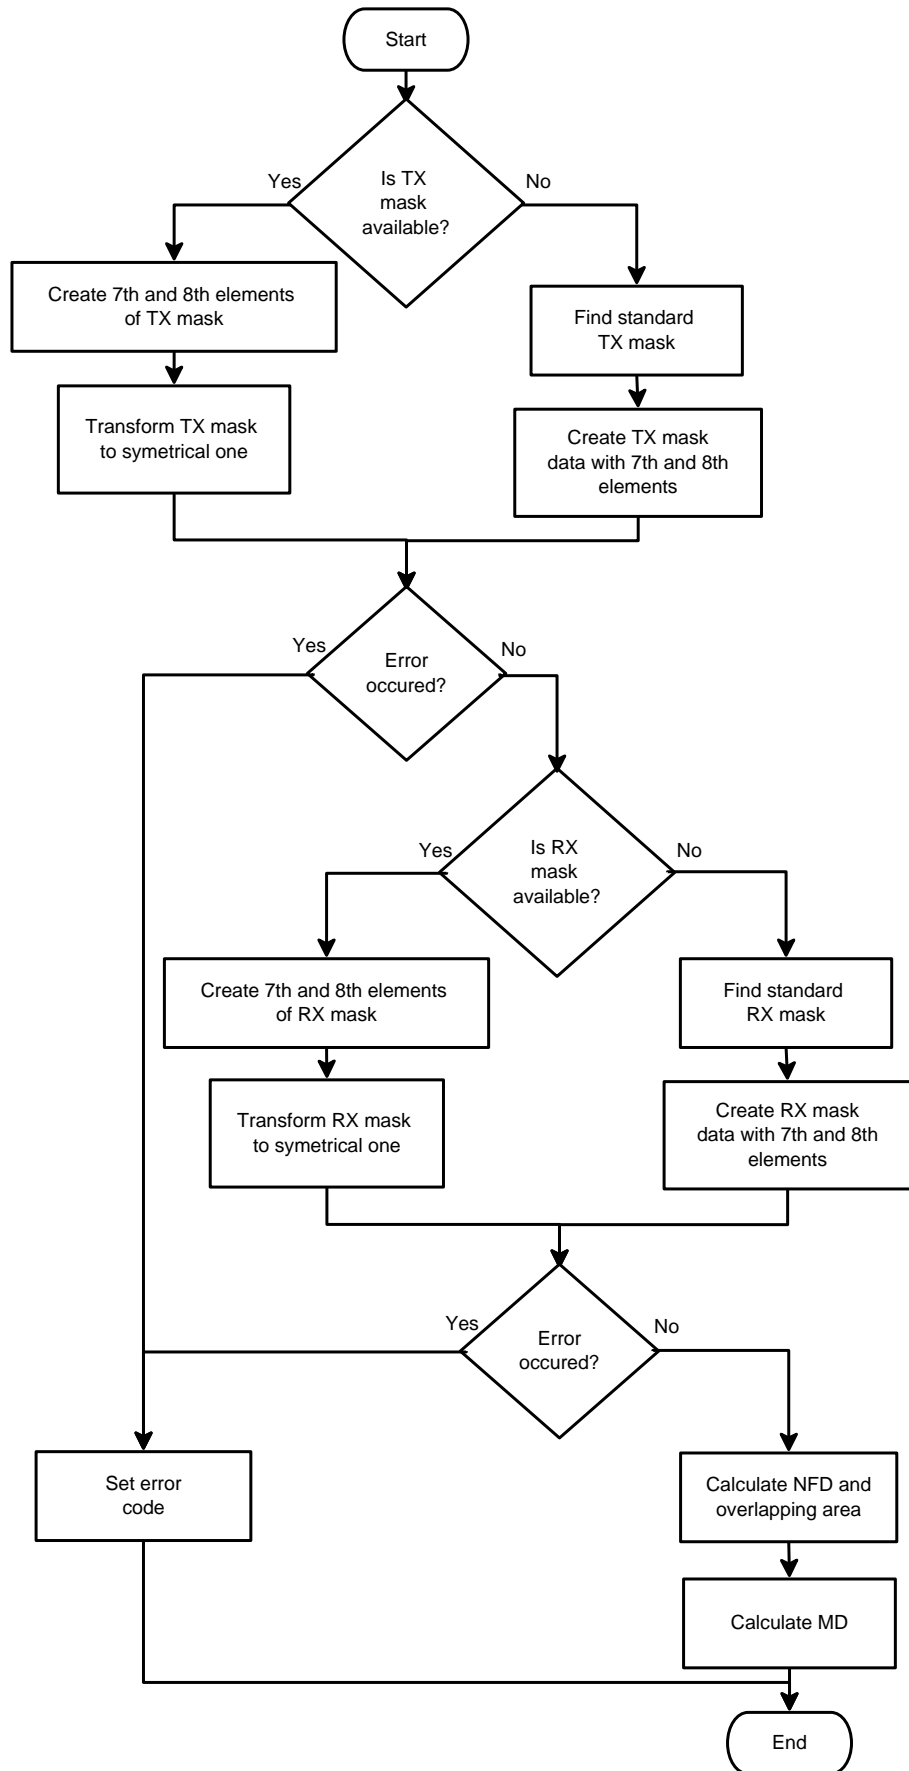 Start
Is TX
mask
available?
Yes
No
Create 7th and 8th elements
of TX mask
Find standard
TX mask
Transform TX mask
to symetrical one
Create TX mask
data with 7th and 8th
elements
Error
occured?
Yes
No
Is RX
mask
available?
Yes
No
Create 7th and 8th elements
of RX mask
Find standard
RX mask
Transform RX mask
to symetrical one
Create RX mask
data with 7th and 8th
elements
Error
occured?
Yes
No
Set error
code
Calculate NFD and
overlapping area
Calculate MD
End